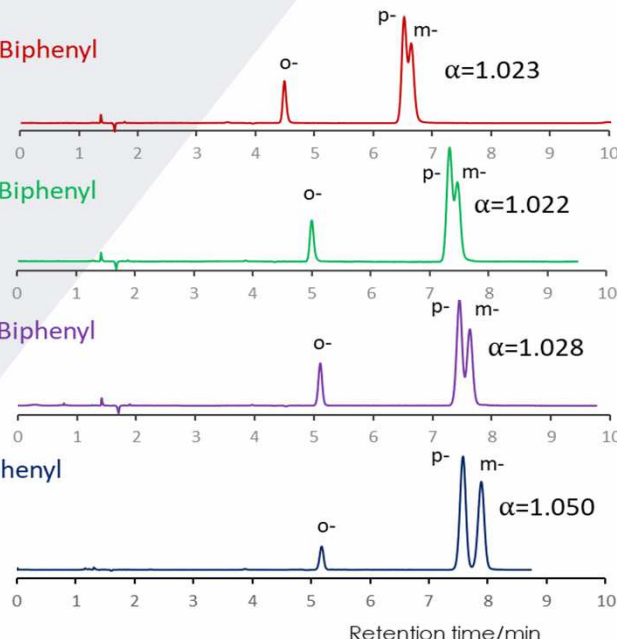 Biphenyl
o-
p-
m-
α=1.023
0 1 2 3 4 5 6 7 8 9 10
Biphenyl
o-
p-
m-
α=1.022
0 1 2 3 4 5 6 7 8 9 10
Biphenyl
o-
p-
m-
α=1.028
0 1 2 3 4 5 6 7 8 9 10
henyl
o-
p-
m-
α=1.050
0 1 2 3 4 5 6 7 8 9 10
Retention time/min